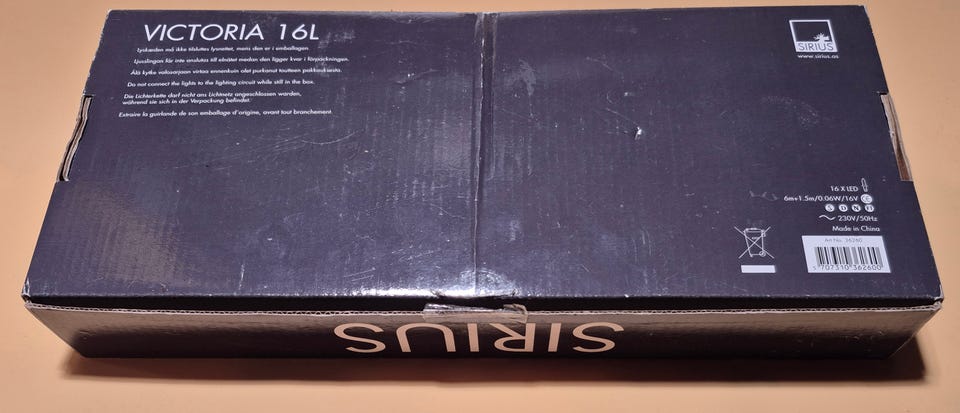 VICTORIA 16L
Lyskæden må ikke tilsluttes lysnettet, mens den er i emballagen.
Ljusslingan får inte anslutas till elnätet medan den ligger kvar i förpackningen.
Älä kytke valosarjaan virtaa ennenkuin olet purkanut tuotteen pakkauksesta.
Do not connect the lights to the lighting circuit while still in the box.
Die Lichterkette darf nicht ans Lichtnetz angeschlossen warden,
während sie sich in der Verpackung befindet.
Extraire la guirlande de son emballage d'origine, avant tout branchement.
SIRIUS
www.sirius.as
16 X LED
6m+1.5m/0.06W/16V CE
S D N FI
230V/50Hz
Made in China
Art No. 36260
5 707310 362600
SIRIUS